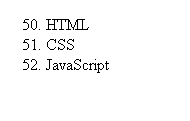 50. HTML
51. CSS
52. JavaScript